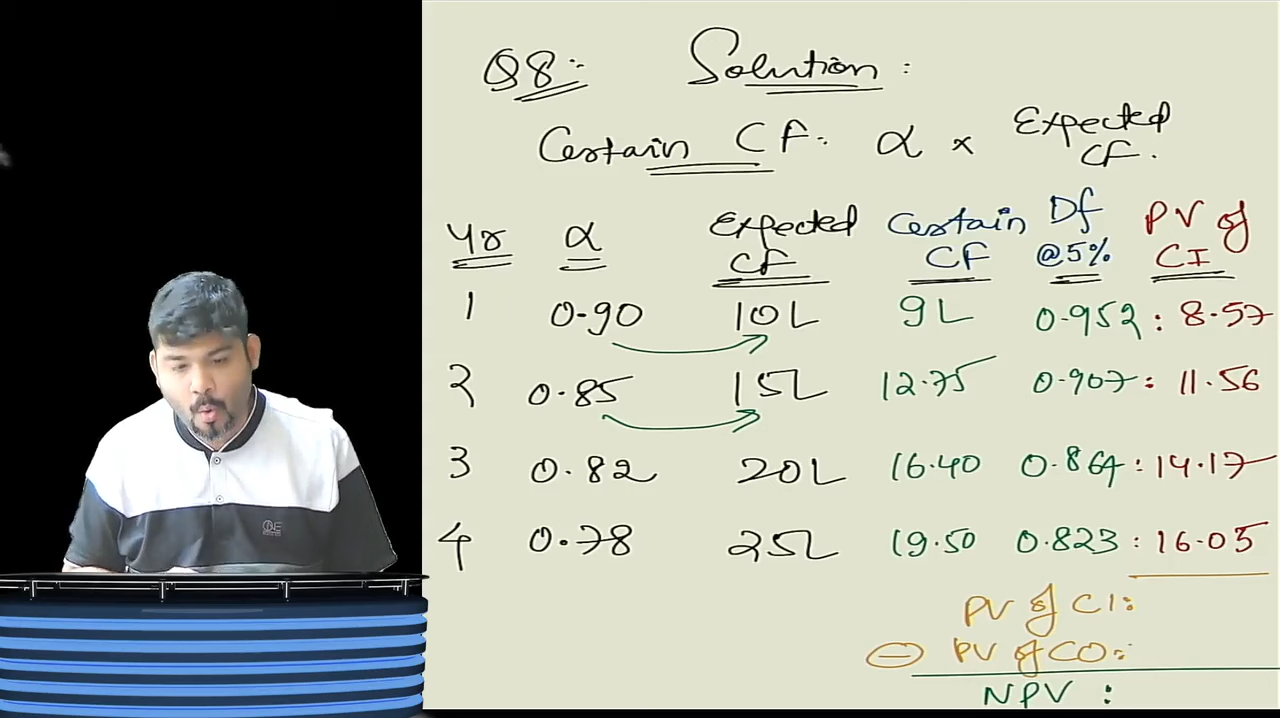 Q8:- Solution:
Certain CF:- α × Expected CF.
Yr α Expected CF Certain CF Df @5% PV of CI
1 0.90 10L 9L 0.952 : 8.57
2 0.85 15L 12.75 0.907 : 11.56
3 0.82 20L 16.40 0.864 : 14.17
4 0.78 25L 19.50 0.823 : 16.05
PV of CI:
⊖ PV of CO:-
NPV :